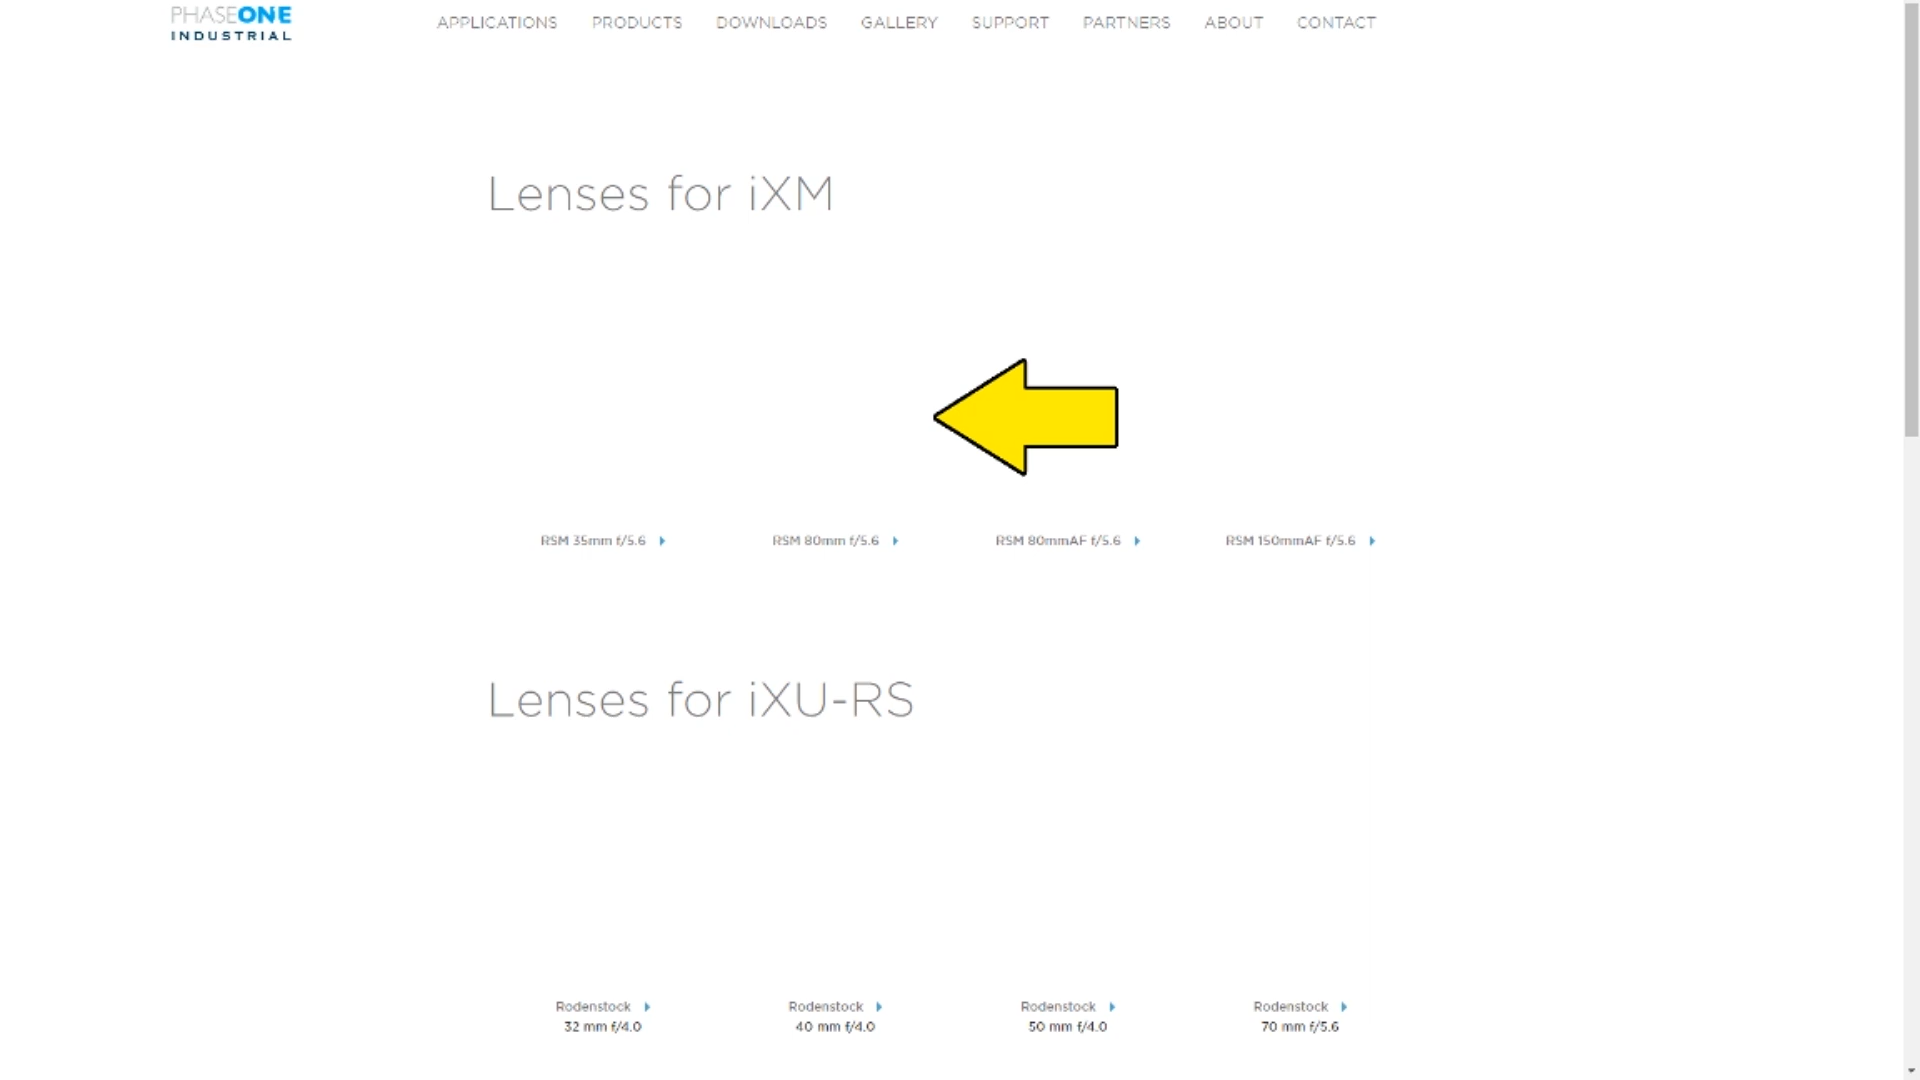 PHASEONE
INDUSTRIAL
APPLICATIONS PRODUCTS DOWNLOADS GALLERY SUPPORT PARTNERS ABOUT CONTACT
Lenses for iXM
RSM 35mm f/5.6 RSM 80mm f/5.6 RSM 80mmAF f/5.6 RSM 150mmAF f/5.6
Lenses for iXU-RS
Rodenstock Rodenstock Rodenstock Rodenstock
32 mm f/4.0 40 mm f/4.0 50 mm f/4.0 70 mm f/5.6